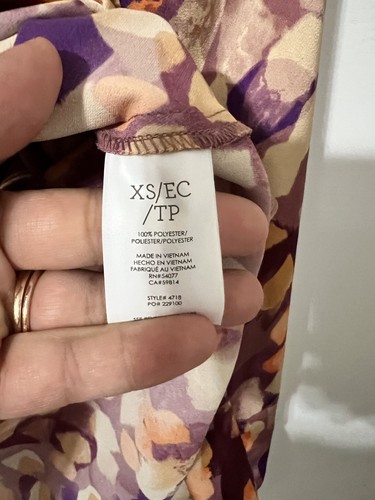 XS/EC
/TP
100% POLYESTER/
POLIÉSTER/POLYESTER
MADE IN VIETNAM
HECHO EN VIETNAM
FABRIQUÉ AU VIETNAM
RN#54077
CA#59814
STYLE# 4718
PO# 229100